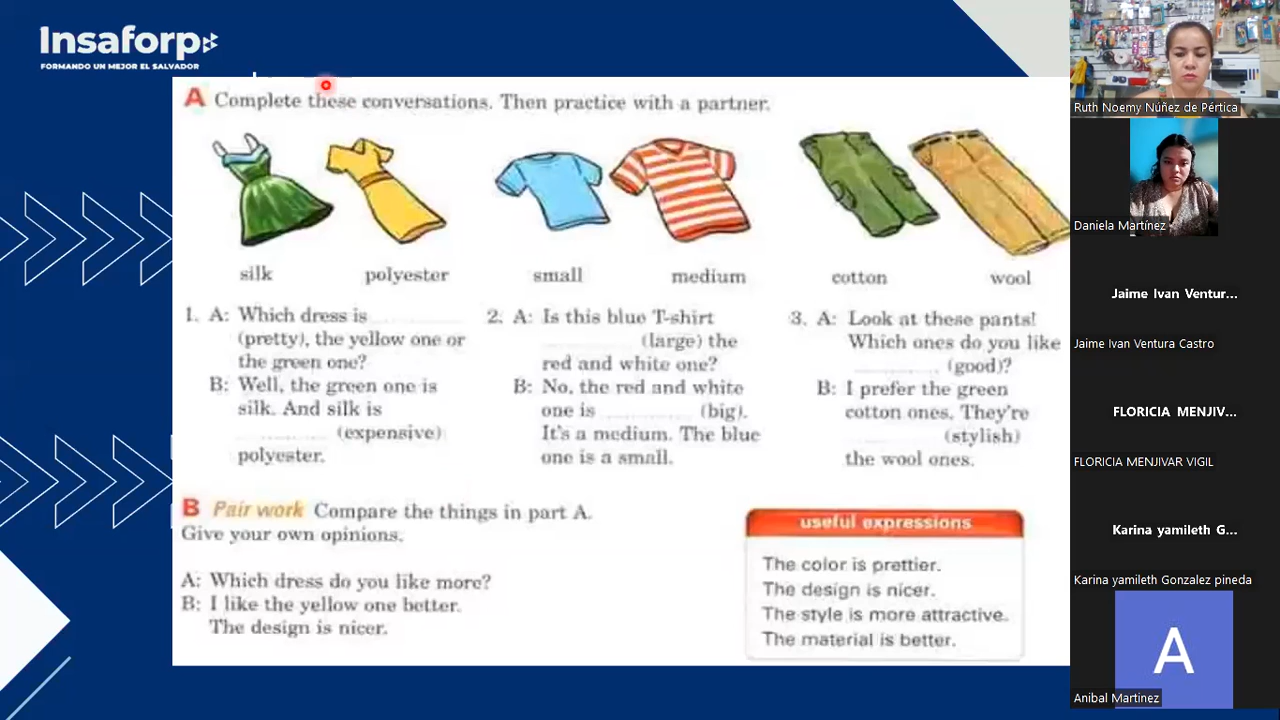 Insaforp
FORMANDO UN MEJOR EL SALVADOR
A Complete these conversations. Then practice with a partner.
silk polyester small medium cotton wool
1. A: Which dress is
(pretty), the yellow one or
the green one?
B: Well, the green one is
silk. And silk is
(expensive)
polyester.
2. A: Is this blue T-shirt
(large) the
red and white one?
B: No, the red and white
one is (big).
It's a medium. The blue
one is a small.
3. A: Look at these pants!
Which ones do you like
(good)?
B: I prefer the green
cotton ones. They're
(stylish)
the wool ones.
B Pair work Compare the things in part A.
Give your own opinions.
A: Which dress do you like more?
B: I like the yellow one better.
The design is nicer.
useful expressions
The color is prettier.
The design is nicer.
The style is more attractive.
The material is better.
Ruth Noemy Núñez de Pértica
Daniela Martínez
Jaime Ivan Ventur...
Jaime Ivan Ventura Castro
FLORICIA MENJIV...
FLORICIA MENJIVAR VIGIL
Karina yamileth G...
Karina yamileth Gonzalez pineda
A
Anibal Martinez